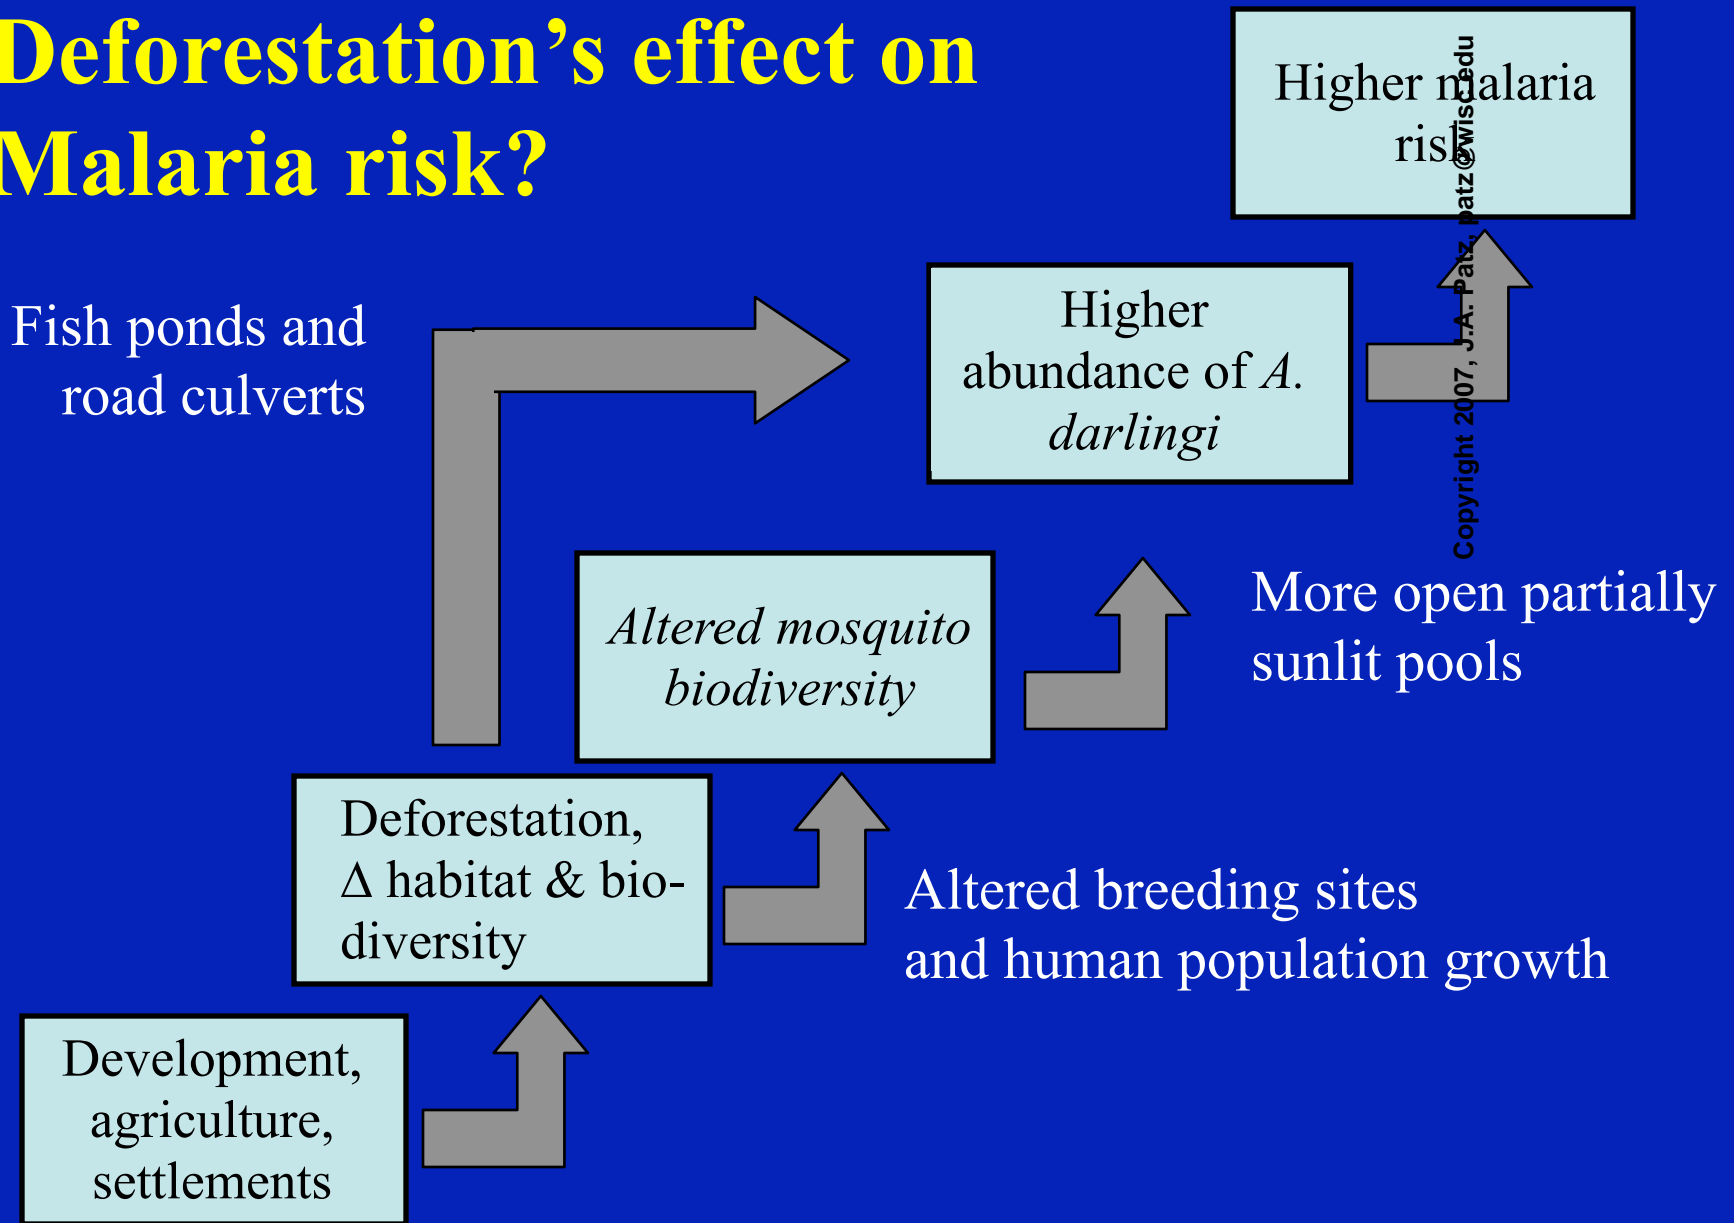 Deforestation’s effect on
Malaria risk?
Higher malaria
risk
Fish ponds and
road culverts
Higher
abundance of A.
darlingi
Altered mosquito
biodiversity
More open partially
sunlit pools
Deforestation,
Δ habitat & bio-
diversity
Altered breeding sites
and human population growth
Development,
agriculture,
settlements
Copyright 2007, J.A. Patz, patz@wisc.edu